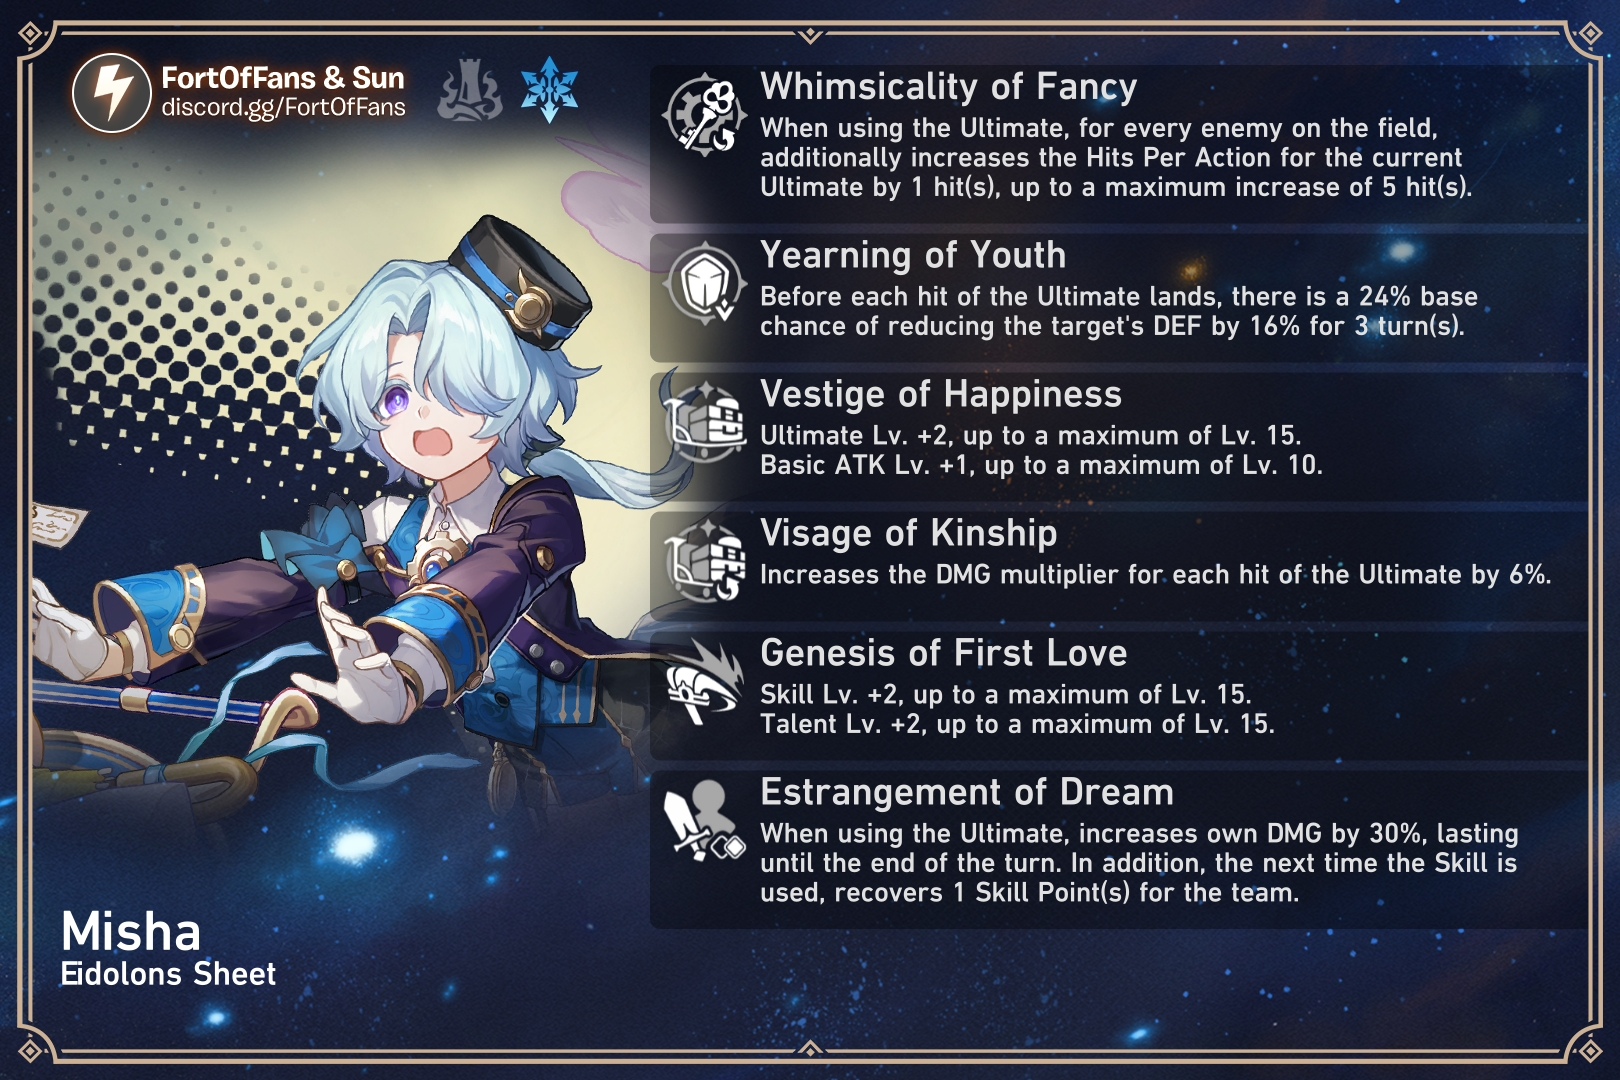 FortOfFans & Sun
discord.gg/FortOfFans
Whimsicality of Fancy
When using the Ultimate, for every enemy on the field,
additionally increases the Hits Per Action for the current
Ultimate by 1 hit(s), up to a maximum increase of 5 hit(s).
Yearning of Youth
Before each hit of the Ultimate lands, there is a 24% base
chance of reducing the target's DEF by 16% for 3 turn(s).
Vestige of Happiness
Ultimate Lv. +2, up to a maximum of Lv. 15.
Basic ATK Lv. +1, up to a maximum of Lv. 10.
Visage of Kinship
Increases the DMG multiplier for each hit of the Ultimate by 6%.
Genesis of First Love
Skill Lv. +2, up to a maximum of Lv. 15.
Talent Lv. +2, up to a maximum of Lv. 15.
Estrangement of Dream
When using the Ultimate, increases own DMG by 30%, lasting
until the end of the turn. In addition, the next time the Skill is
used, recovers 1 Skill Point(s) for the team.
Misha
Eidolons Sheet